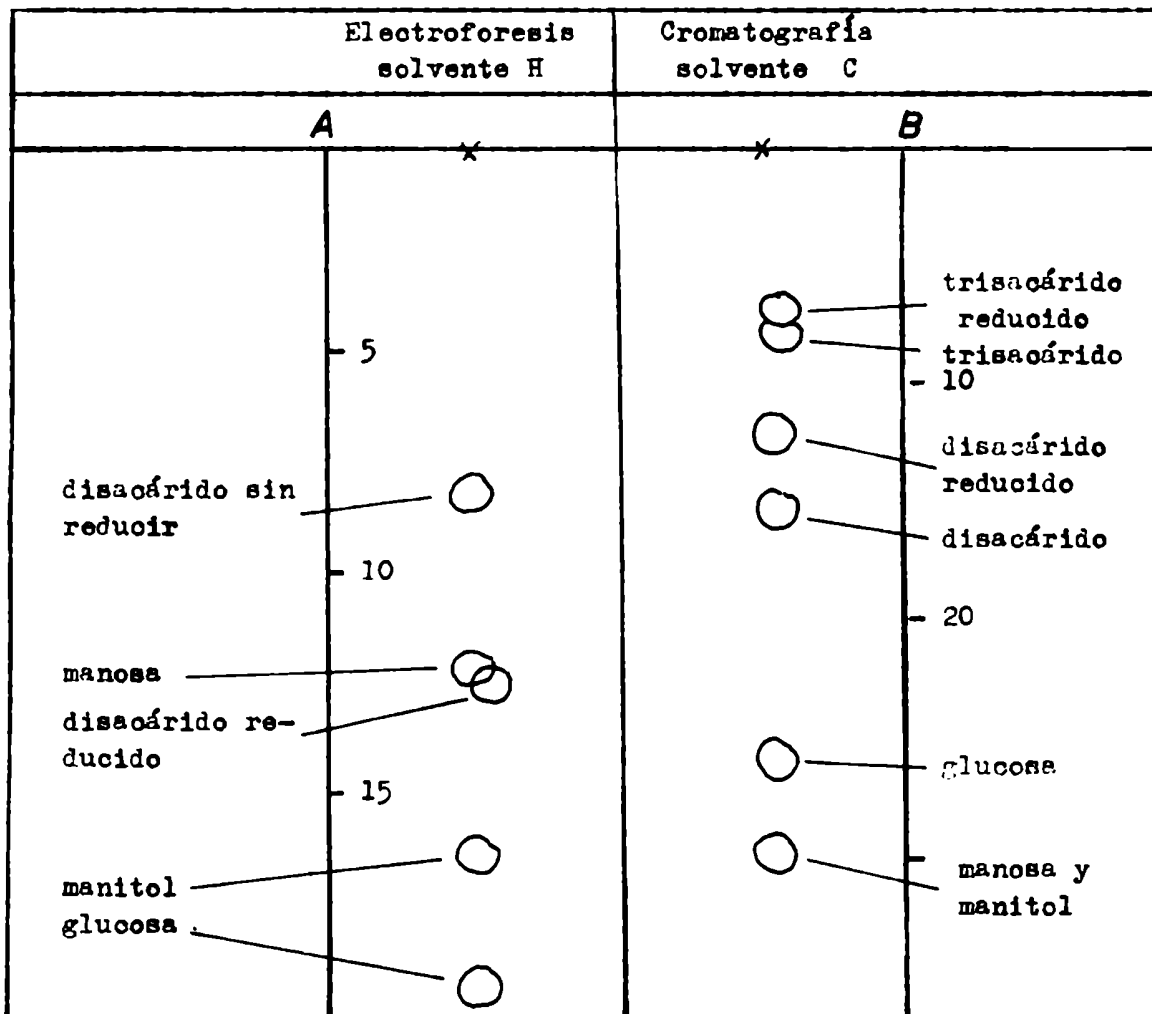 Electroforesis
solvente H
Cromatografía
solvente C
A
B
x
x
5
10
15
disacárido sin
reducir
manosa
disacárido re-
ducido
manitol
glucosa
trisacárido
reducido
trisacárido
10
disacárido
reducido
disacárido
20
glucosa
manosa y
manitol